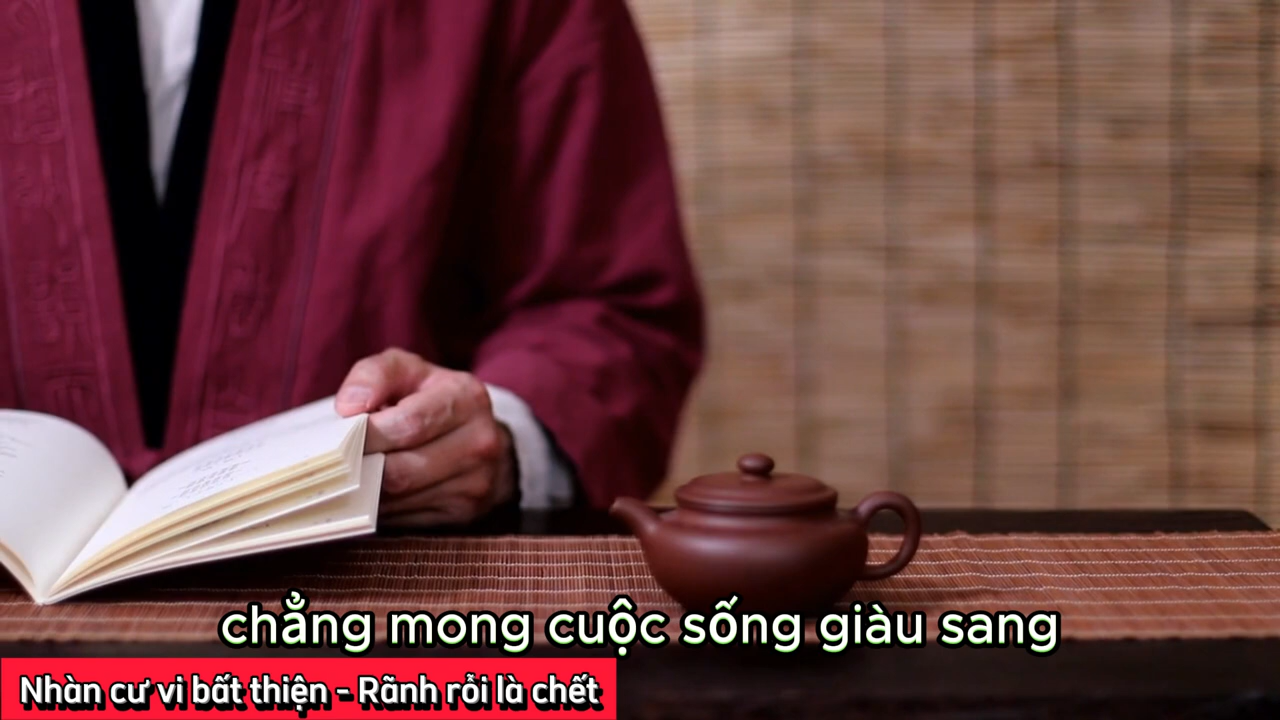 chẳng mong cuộc sống giàu sang
Nhàn cư vi bất thiện - Rãnh rỗi là chết